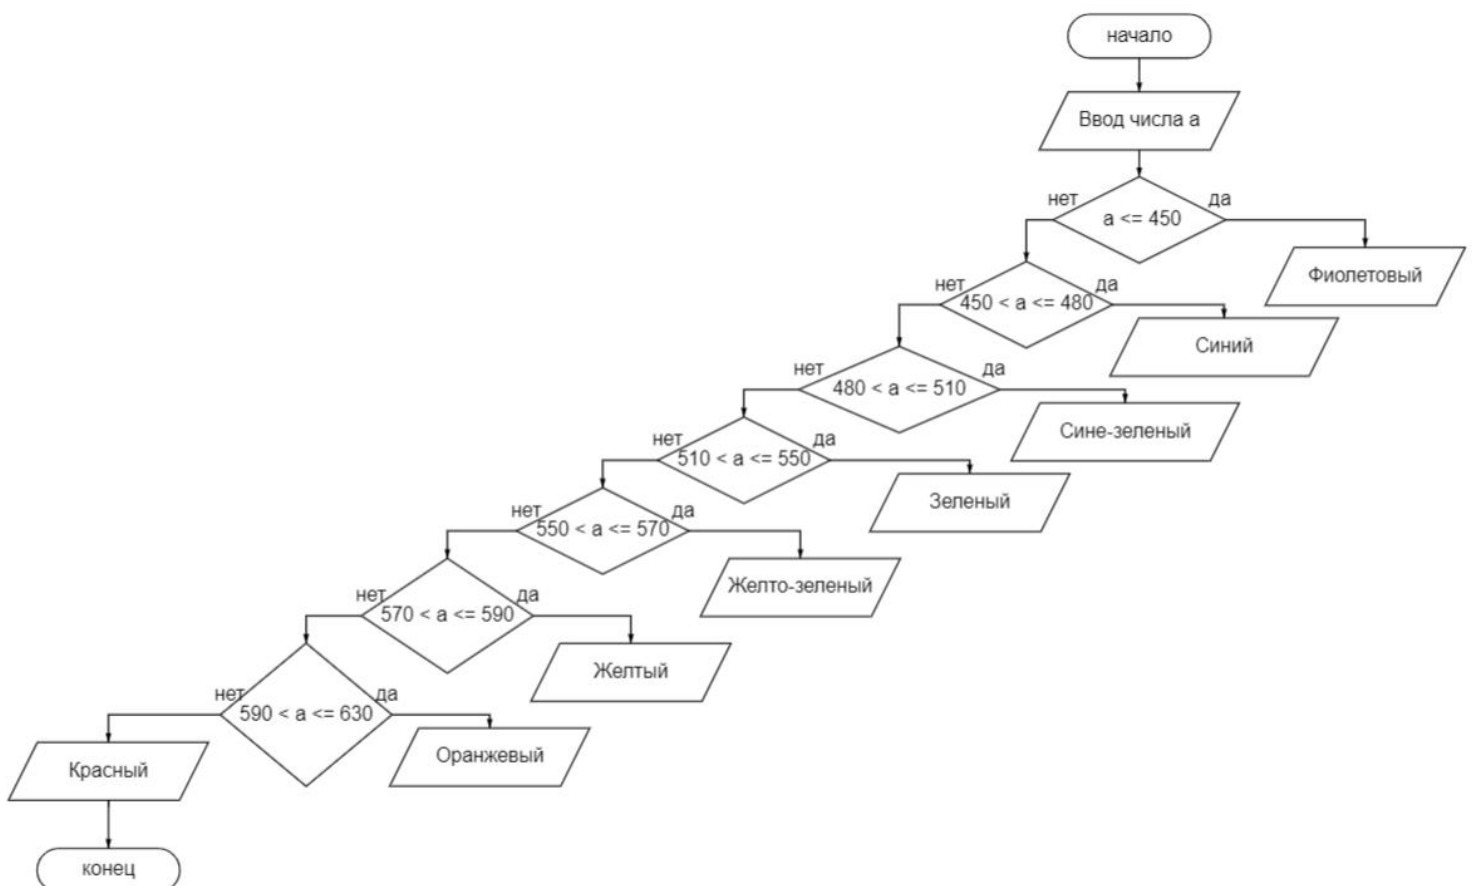 начало
Ввод числа a
нет
да
a <= 450
Фиолетовый
нет
да
450 < a <= 480
Синий
нет
да
480 < a <= 510
Сине-зеленый
нет
да
510 < a <= 550
Зеленый
нет
да
550 < a <= 570
Желто-зеленый
нет
да
570 < a <= 590
Желтый
нет
да
590 < a <= 630
Оранжевый
Красный
конец